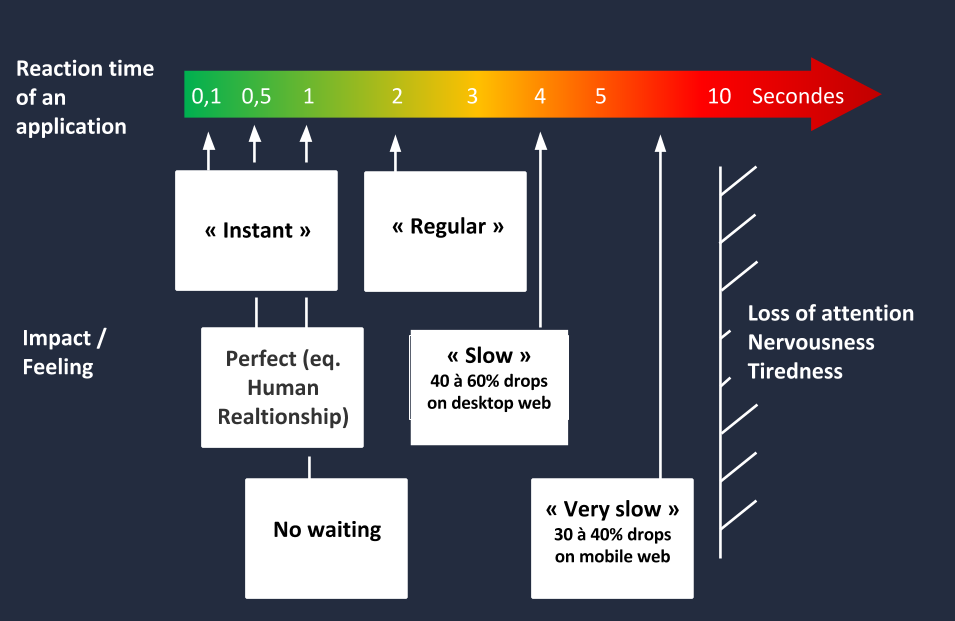 Reaction time
of an
application
0,1 0,5 1 2 3 4 5 10 Secondes
« Instant »
« Regular »
Impact /
Feeling
Perfect (eq.
Human
Realtionship)
« Slow »
40 à 60% drops
on desktop web
Loss of attention
Nervousness
Tiredness
No waiting
« Very slow »
30 à 40% drops
on mobile web